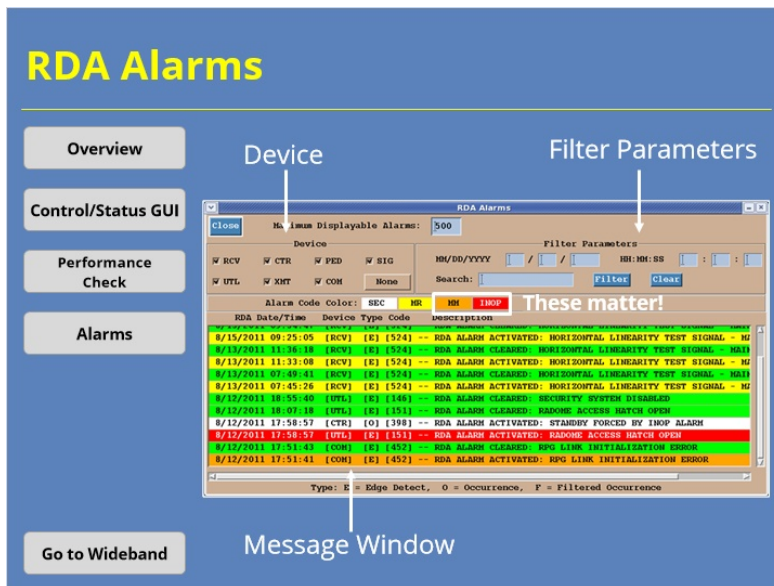 RDA Alarms
Overview
Control/Status GUI
Performance
Check
Alarms
Go to Wideband
Device
Filter Parameters
RDA Alarms
Close Maximum Displayable Alarms: 500
Device Filter Parameters
RCV CTR PED SIG MM/DD/YYYY / / HH:MM:SS : :
UTL XMT COM None Search: Filter Clear
Alarm Code Color: SEC MR MM INOP These matter!
RDA Date/Time Device Type Code Description
8/15/2011 09:25:05 [RCV] [E] [524] -- RDA ALARM ACTIVATED: HORIZONTAL LINEARITY TEST SIGNAL - MA
8/13/2011 11:36:18 [RCV] [E] [524] -- RDA ALARM CLEARED: HORIZONTAL LINEARITY TEST SIGNAL - MAIN
8/13/2011 11:33:08 [RCV] [E] [524] -- RDA ALARM ACTIVATED: HORIZONTAL LINEARITY TEST SIGNAL - MA
8/13/2011 07:49:41 [RCV] [E] [524] -- RDA ALARM CLEARED: HORIZONTAL LINEARITY TEST SIGNAL - MAIN
8/13/2011 07:45:26 [RCV] [E] [524] -- RDA ALARM ACTIVATED: HORIZONTAL LINEARITY TEST SIGNAL - MA
8/12/2011 18:55:40 [UTL] [E] [146] -- RDA ALARM CLEARED: SECURITY SYSTEM DISABLED
8/12/2011 18:07:18 [UTL] [E] [151] -- RDA ALARM CLEARED: RADOME ACCESS HATCH OPEN
8/12/2011 17:58:57 [CTR] [O] [398] -- RDA ALARM ACTIVATED: STANDBY FORCED BY INOP ALARM
8/12/2011 17:58:57 [UTL] [E] [151] -- RDA ALARM ACTIVATED: RADOME ACCESS HATCH OPEN
8/12/2011 17:51:43 [COM] [E] [452] -- RDA ALARM CLEARED: RPG LINK INITIALIZATION ERROR
8/12/2011 17:51:41 [COM] [E] [452] -- RDA ALARM ACTIVATED: RPG LINK INITIALIZATION ERROR
Type: E = Edge Detect, O = Occurrence, F = Filtered Occurrence
Message Window